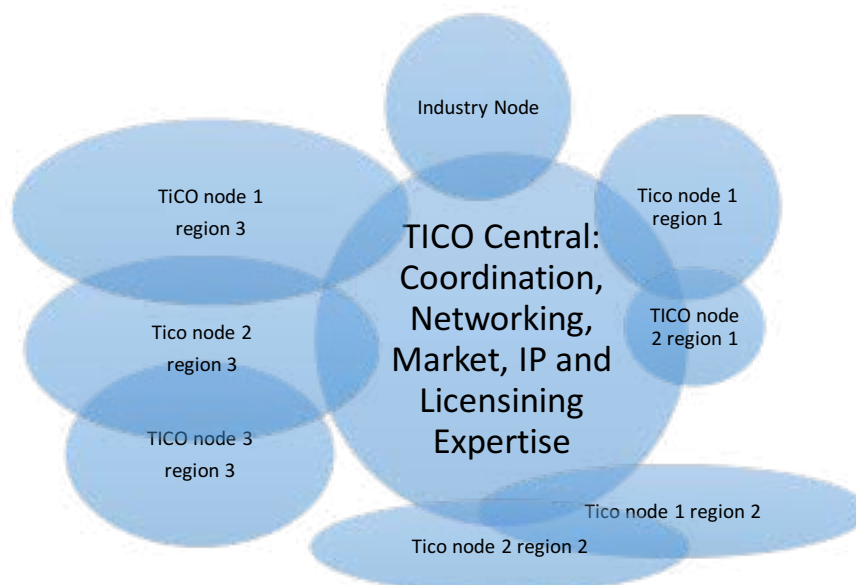 Industry Node
TiCO node 1
region 3
Tico node 1
region 1
TICO Central:
Coordination,
Networking,
Market, IP and
Licensining
Expertise
TICO node
2 region 1
Tico node 2
region 3
TICO node 3
region 3
Tico node 1 region 2
Tico node 2 region 2